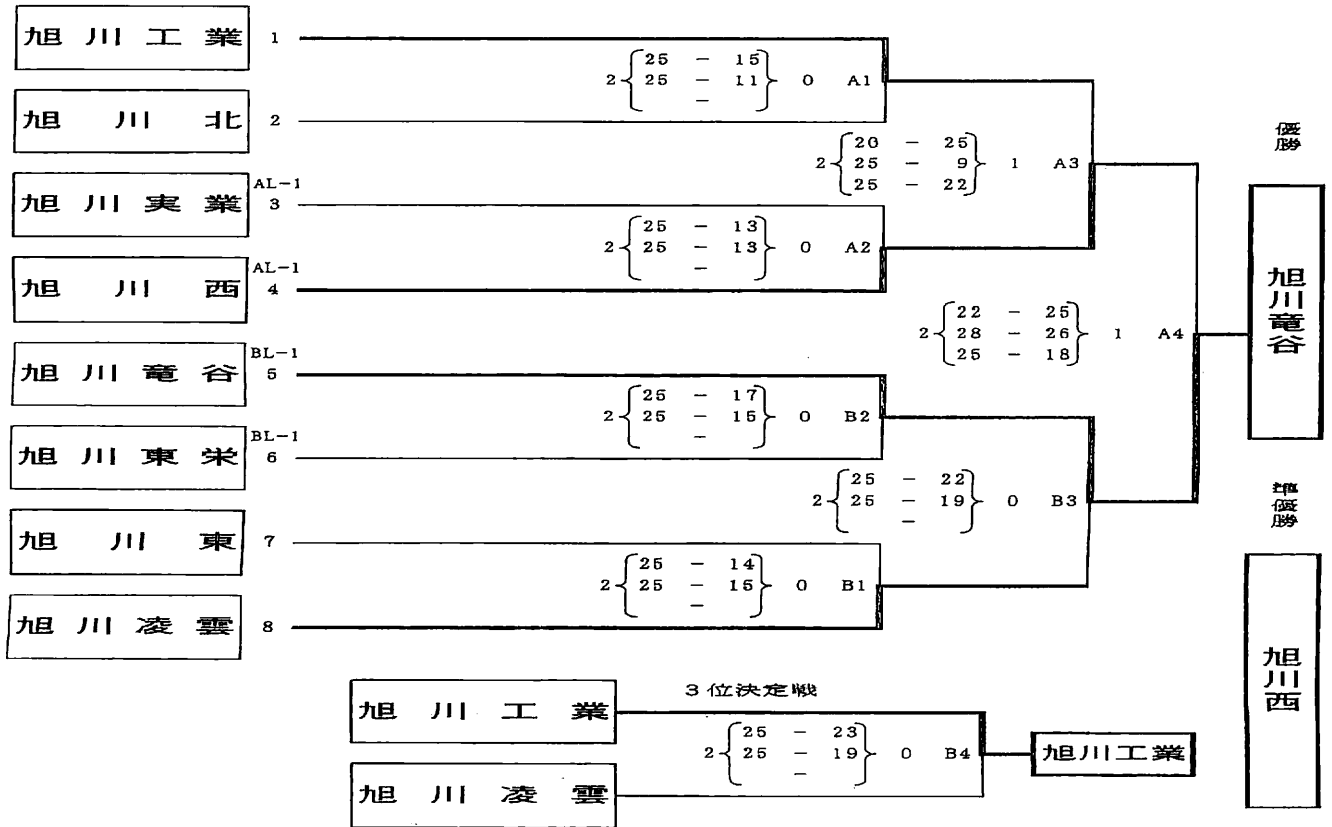 旭川工業 1
2 { 25 - 15 } 0 A1
25 - 11
-
旭川北 2
優勝
2 { 20 - 25 } 1 A3
25 - 9
25 - 22
AL-1
旭川実業 3
2 { 25 - 13 } 0 A2
25 - 13
-
AL-1
旭川西 4
旭川竜谷
2 { 22 - 25 } 1 A4
28 - 26
25 - 18
BL-1
旭川竜谷 5
2 { 25 - 17 } 0 B2
25 - 15
-
BL-1
旭川東栄 6
2 { 25 - 22 } 0 B3
25 - 19
-
準優勝
旭川東 7
2 { 25 - 14 } 0 B1
25 - 15
-
旭川凌雲 8
旭川西
3位決定戦
旭川工業
2 { 25 - 23 } 0 B4
25 - 19
-
旭川工業
旭川凌雲